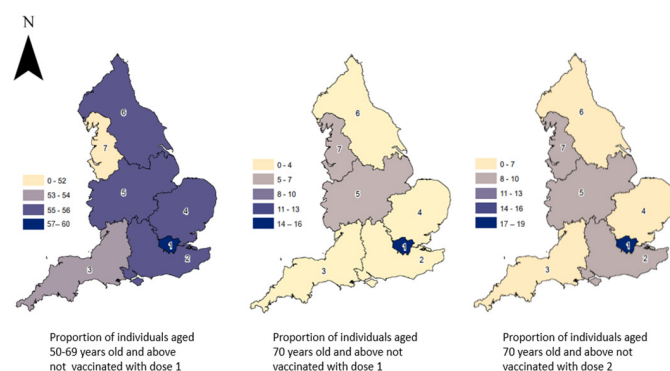 N
6
7
5
4
3
1
2
0 - 52
53 - 54
55 - 56
57– 60
Proportion of individuals aged
50-69 years old and above
not  vaccinated with dose 1
6
7
5
4
3
1
2
0 - 4
5 - 7
8 - 10
11 - 13
14 – 16
Proportion of individuals aged
70 years old and above not
vaccinated with dose 1
6
7
5
4
3
1
2
0 - 7
8 - 10
11 - 13
14 - 16
17 – 19
Proportion of individuals aged
70 years old and above not
vaccinated with dose 2